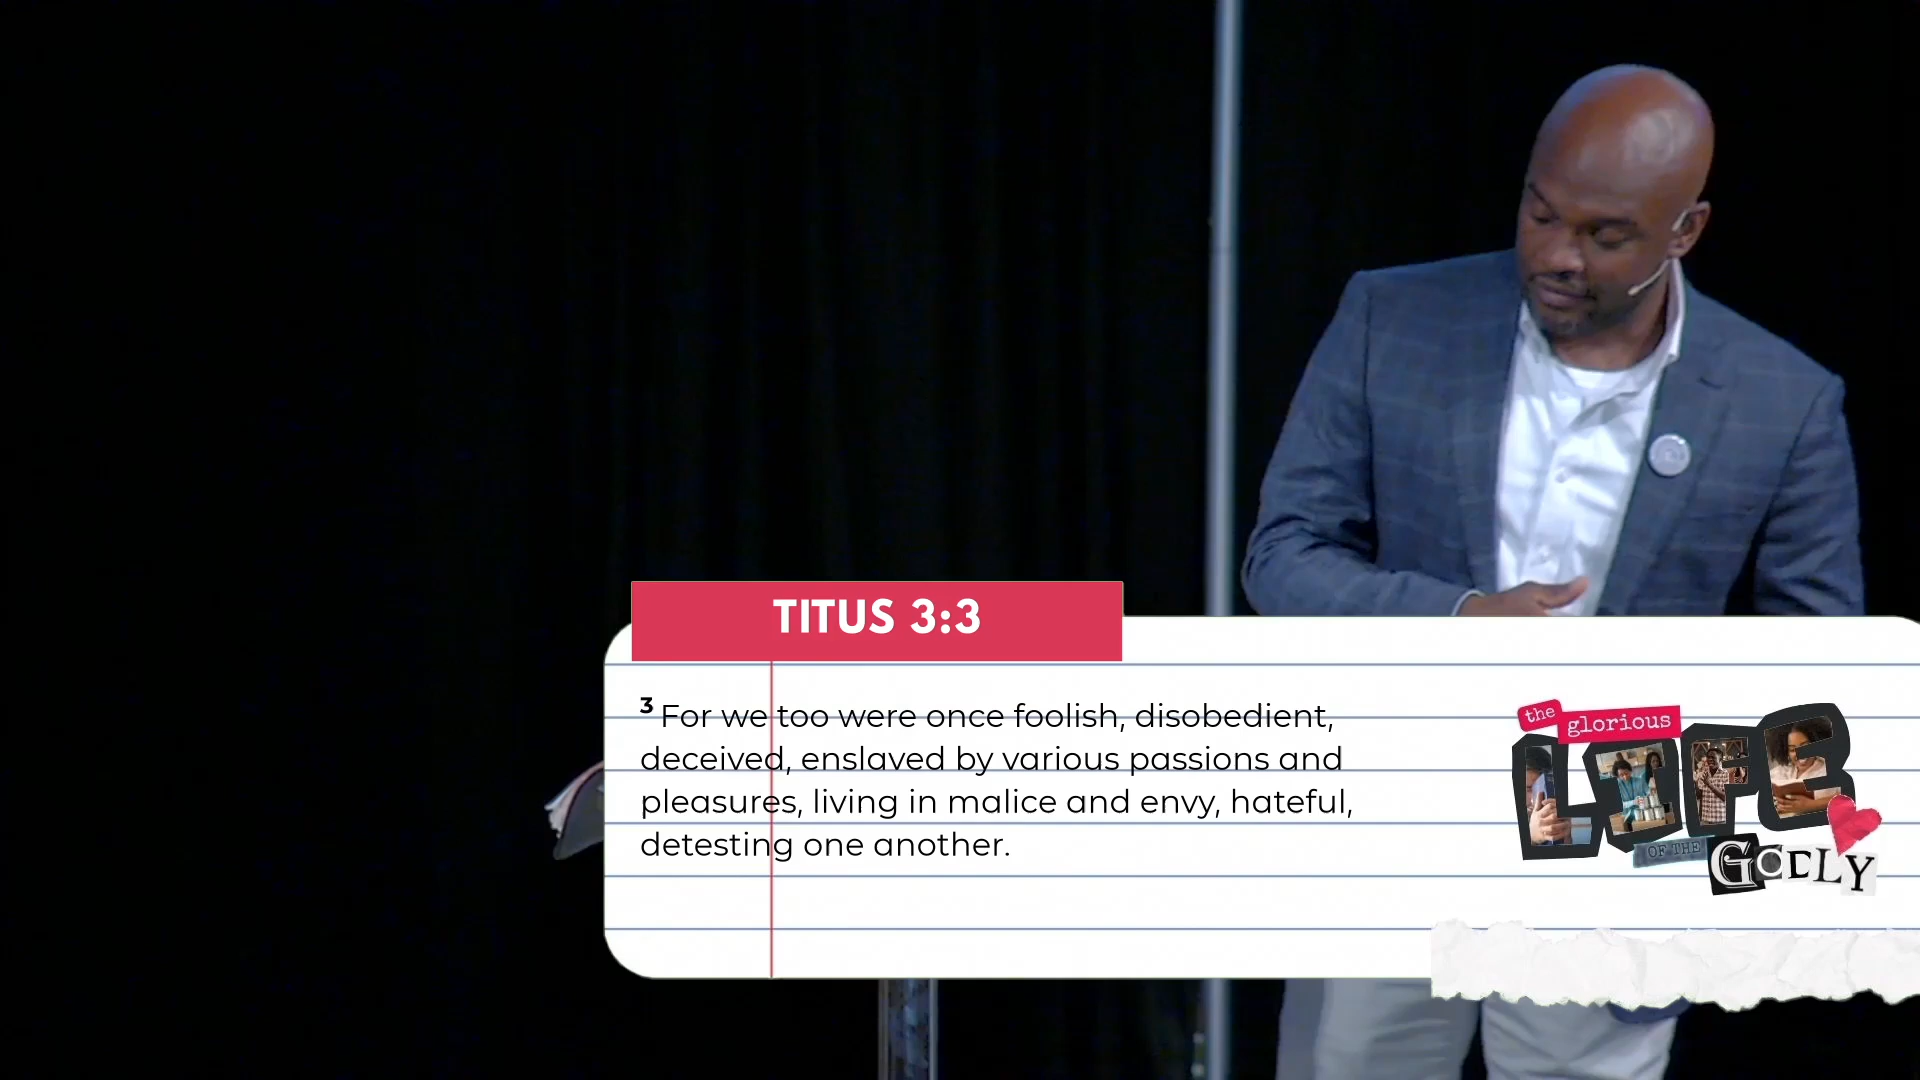 TITUS 3:3
3 For we too were once foolish, disobedient,
deceived, enslaved by various passions and
pleasures, living in malice and envy, hateful,
detesting one another.
the
glorious
LIFE
OF THE
GODLY